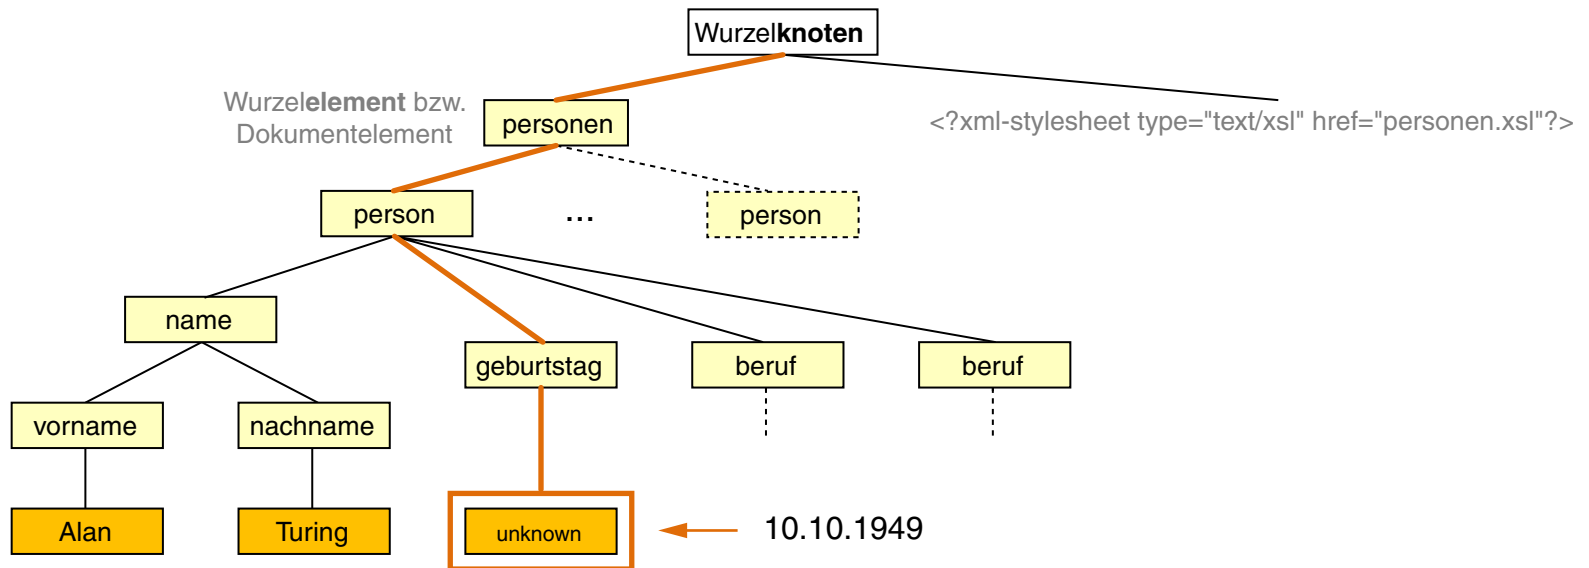 Wurzelknoten
Wurzelelement bzw.
Dokumentelement
personen
<?xml-stylesheet type="text/xsl" href="personen.xsl"?>
person
...
person
name
geburtstag
beruf
beruf
vorname
nachname
Alan
Turing
unknown
10.10.1949